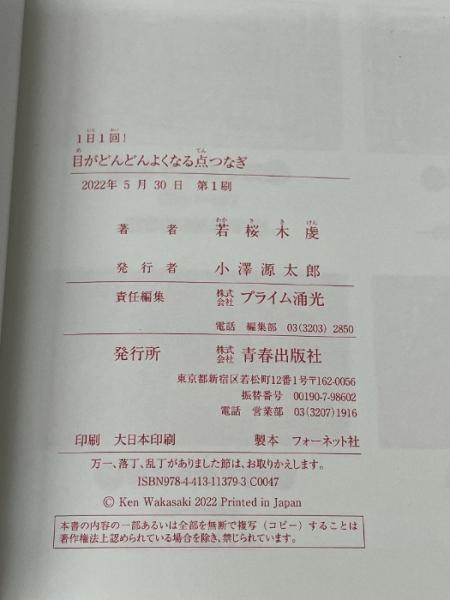 1日1回！
目がどんどんよくなる点つなぎ
2022年 5月 30日 第1刷
著者 若桜木虔
発行者 小澤源太郎
責任編集 株式会社 プライム涌光
電話 編集部 03(3203) 2850
発行所 株式会社 青春出版社
東京都新宿区若松町12番1号〒162-0056
振替番号 00190-7-98602
電話 営業部 03(3207)1916
印刷 大日本印刷 製本 フォーネット社
万一、落丁、乱丁がありました節は、お取りかえします。
ISBN978-4-413-11379-3 C0047
© Ken Wakasaki 2022 Printed in Japan
本書の内容の一部あるいは全部を無断で複写（コピー）することは
著作権法上認められている場合を除き、禁じられています。